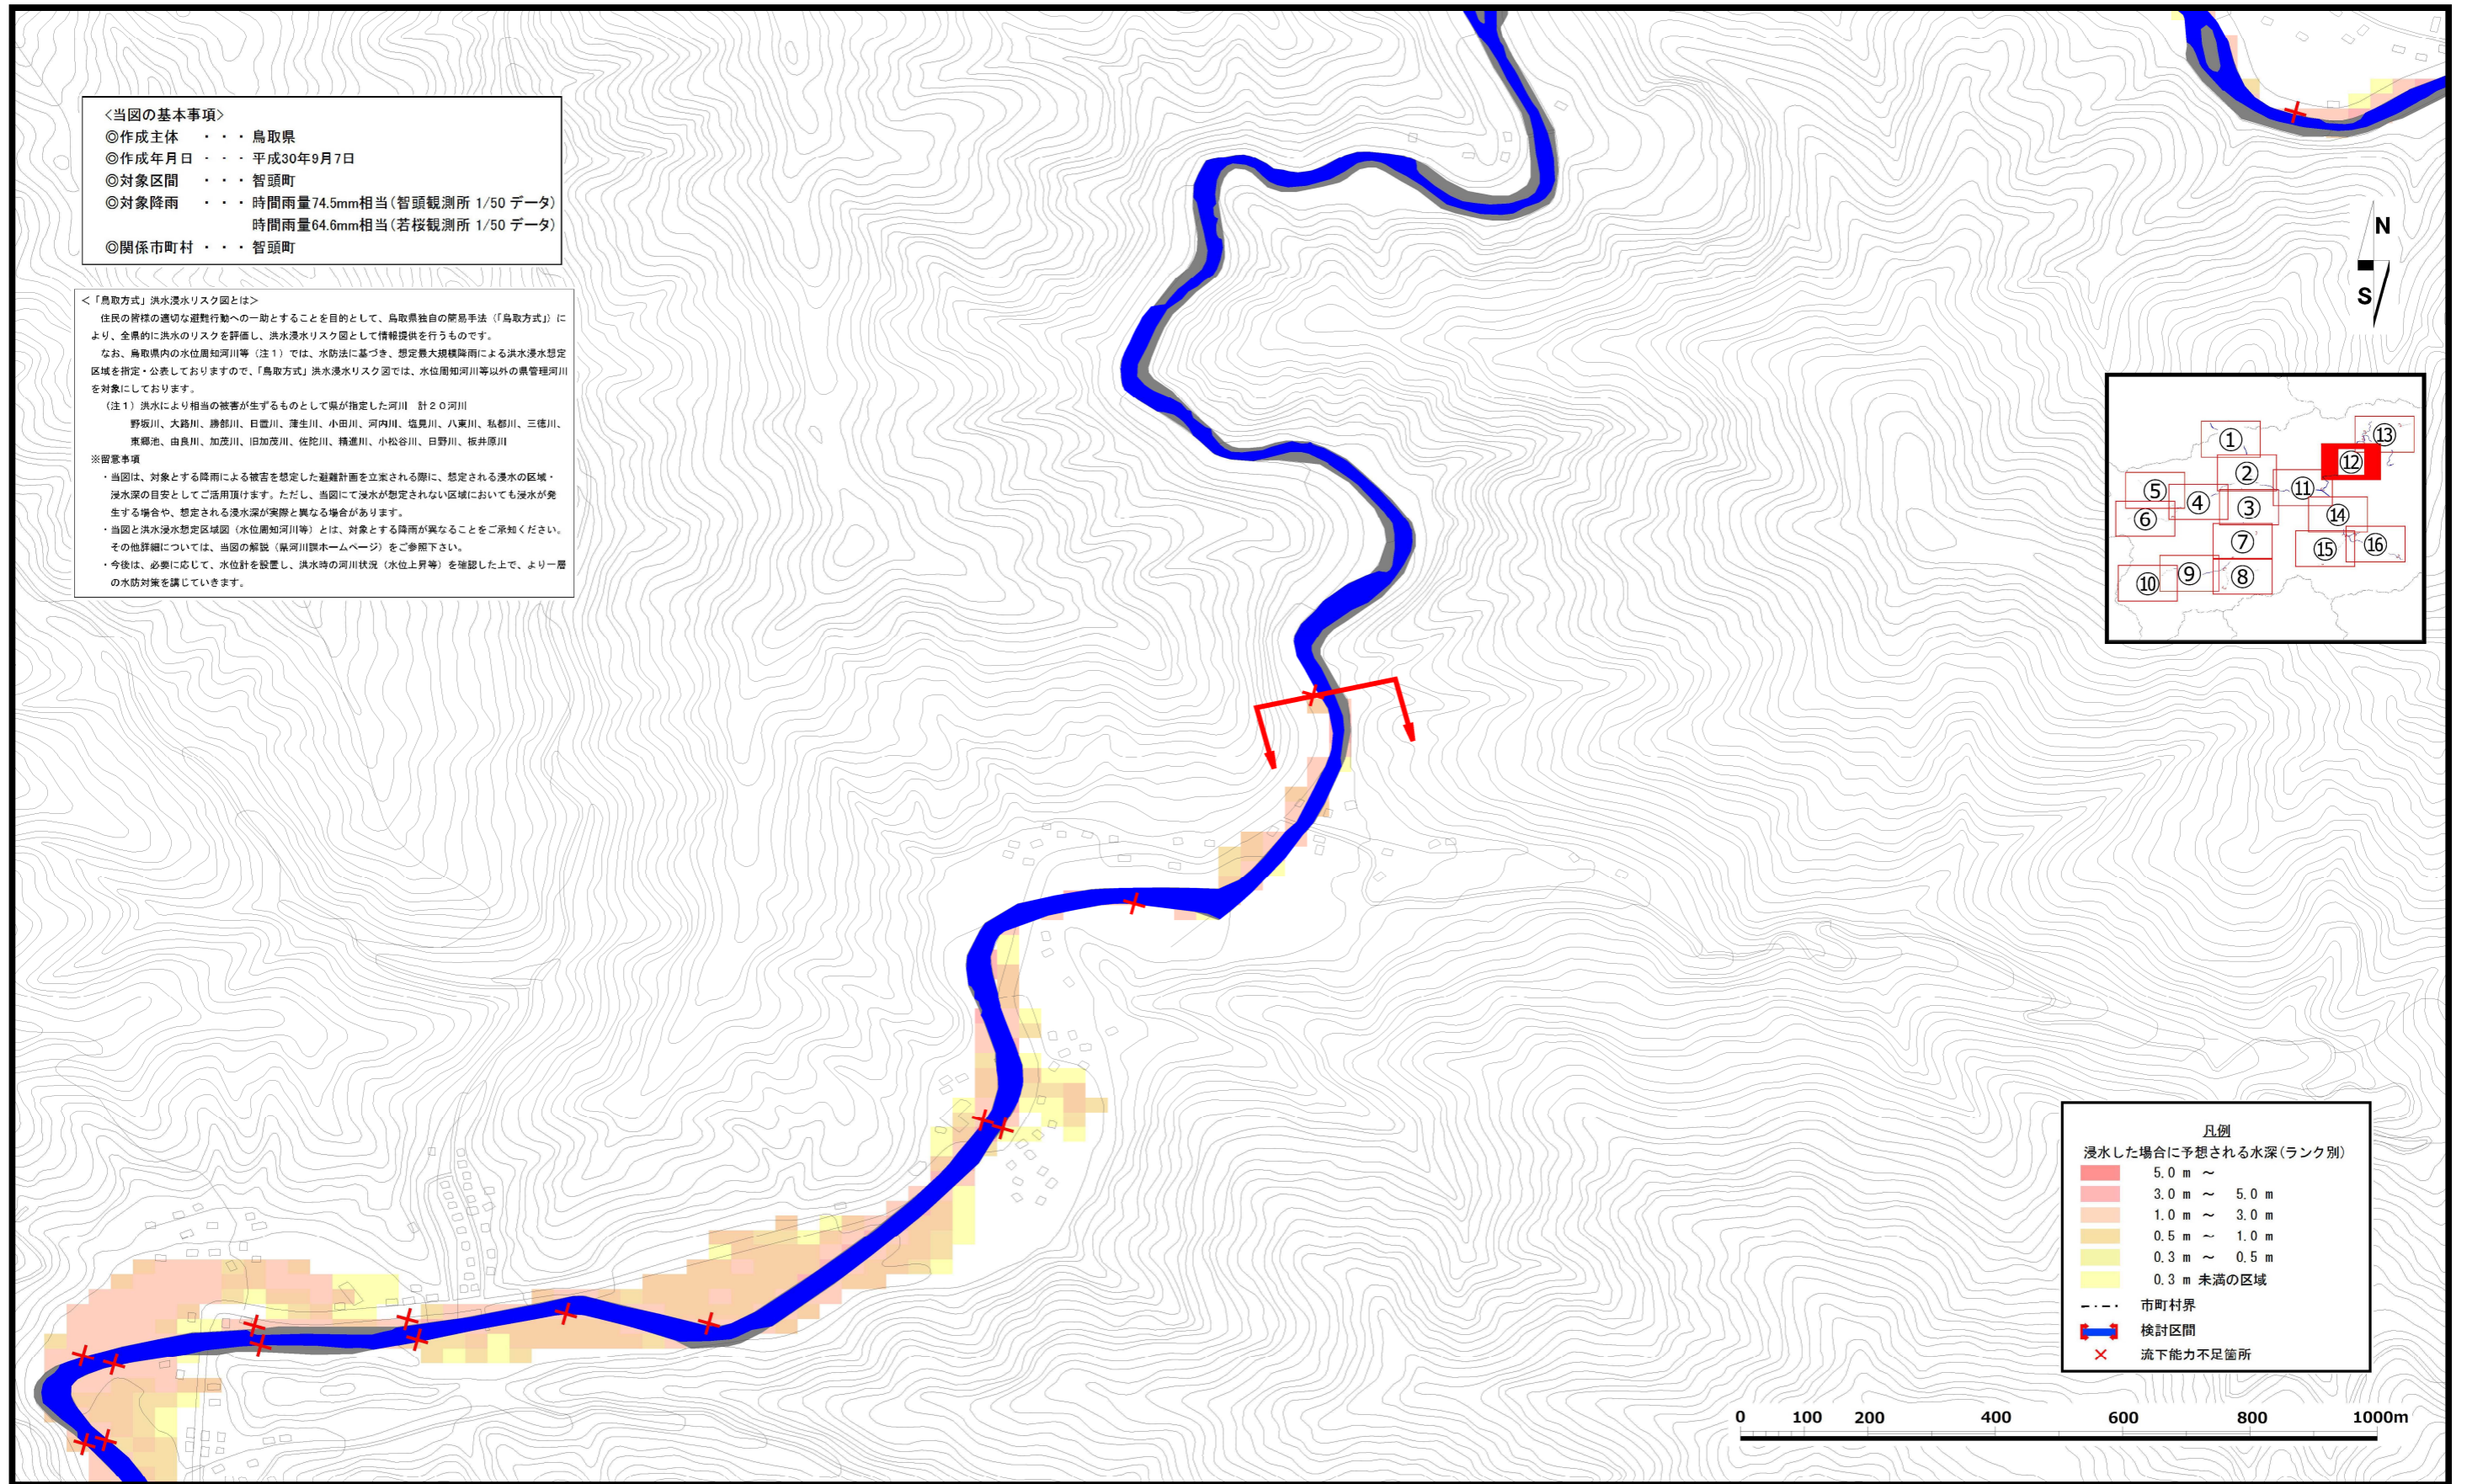 <当図の基本事項>
◎作成主体 ・・・ 鳥取県
◎作成年月日 ・・・ 平成30年9月7日
◎対象区間 ・・・ 智頭町
◎対象降雨 ・・・ 時間雨量74.5mm相当(智頭観測所 1/50 データ)
時間雨量64.6mm相当(若桜観測所 1/50 データ)
◎関係市町村 ・・・ 智頭町
<「鳥取方式」洪水浸水リスク図とは>
住民の皆様の適切な避難行動への一助とすることを目的として、鳥取県独自の簡易手法(「鳥取方式」)に
より、全県的に洪水のリスクを評価し、洪水浸水リスク図として情報提供を行うものです。
なお、鳥取県内の水位周知河川等(注1)では、水防法に基づき、想定最大規模降雨による洪水浸水想定
区域を指定・公表しておりますので、「鳥取方式」洪水浸水リスク図では、水位周知河川等以外の県管理河川
を対象にしております。
(注1)洪水により相当の被害が生ずるものとして県が指定した河川 計20河川
野坂川、大路川、勝部川、日置川、蒲生川、小田川、河内川、塩見川、八東川、私都川、三徳川、
東郷池、由良川、加茂川、旧加茂川、佐陀川、精進川、小松谷川、日野川、板井原川
※留意事項
・当図は、対象とする降雨による被害を想定した避難計画を立案される際に、想定される浸水の区域・
浸水深の目安としてご活用頂けます。ただし、当図にて浸水が想定されない区域においても浸水が発
生する場合や、想定される浸水深が実際と異なる場合があります。
・当図と洪水浸水想定区域図(水位周知河川等)とは、対象とする降雨が異なることをご承知ください。
その他詳細については、当図の解説(県河川課ホームページ)をご参照下さい。
・今後は、必要に応じて、水位計を設置し、洪水時の河川状況(水位上昇等)を確認した上で、より一層
の水防対策を講じていきます。
N
S
①
⑬
②
⑫
⑤
④
③
⑪
⑥
⑭
⑦
⑮
⑯
⑩
⑨
⑧
凡例
浸水した場合に予想される水深(ランク別)
5.0 m ～
3.0 m ～ 5.0 m
1.0 m ～ 3.0 m
0.5 m ～ 1.0 m
0.3 m ～ 0.5 m
0.3 m 未満の区域
市町村界
検討区間
流下能力不足箇所
0 100 200 400 600 800 1000m